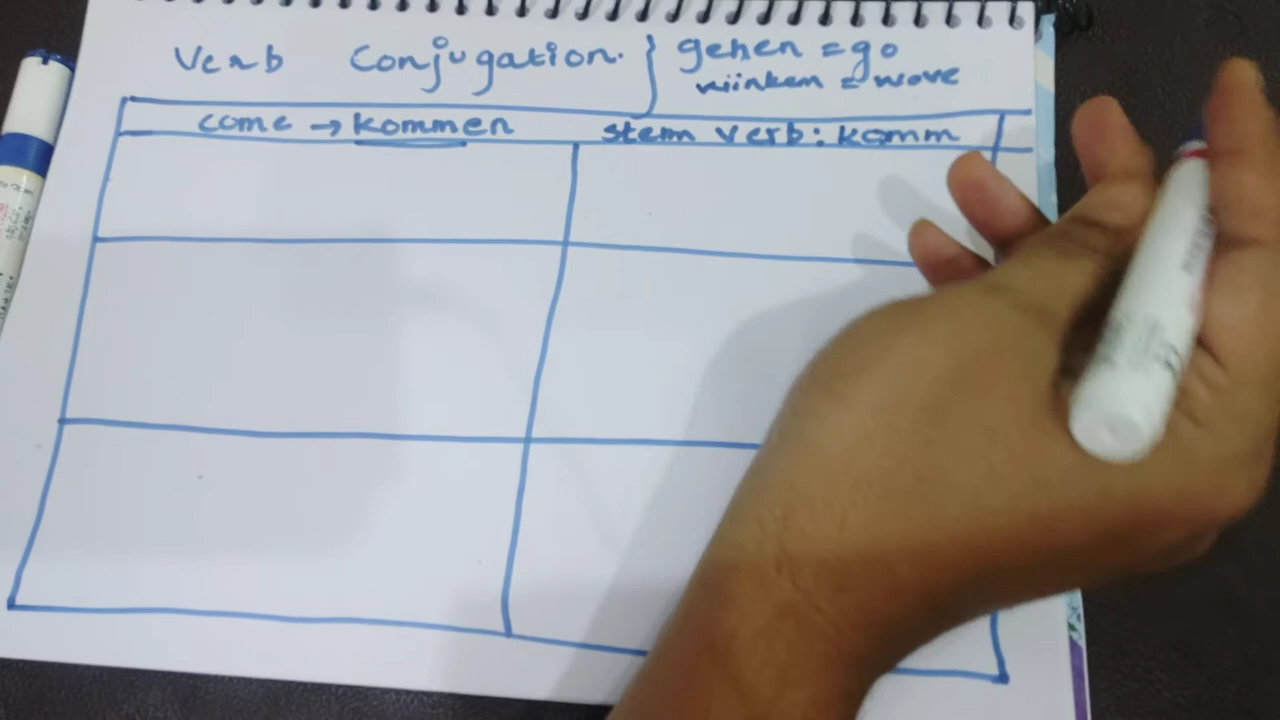 Verb Conjugation. } gehen = go
winken = wave
come → kommen
stem verb: komm